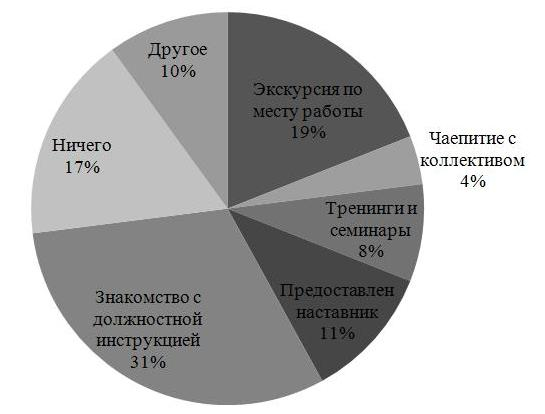 Другое
10%
Экскурсия по
месту работы
19%
Чаепитие с
коллективом
4%
Тренинги и
семинары
8%
Предоставлен
наставник
11%
Знакомство с
должностной
инструкцией
31%
Ничего
17%